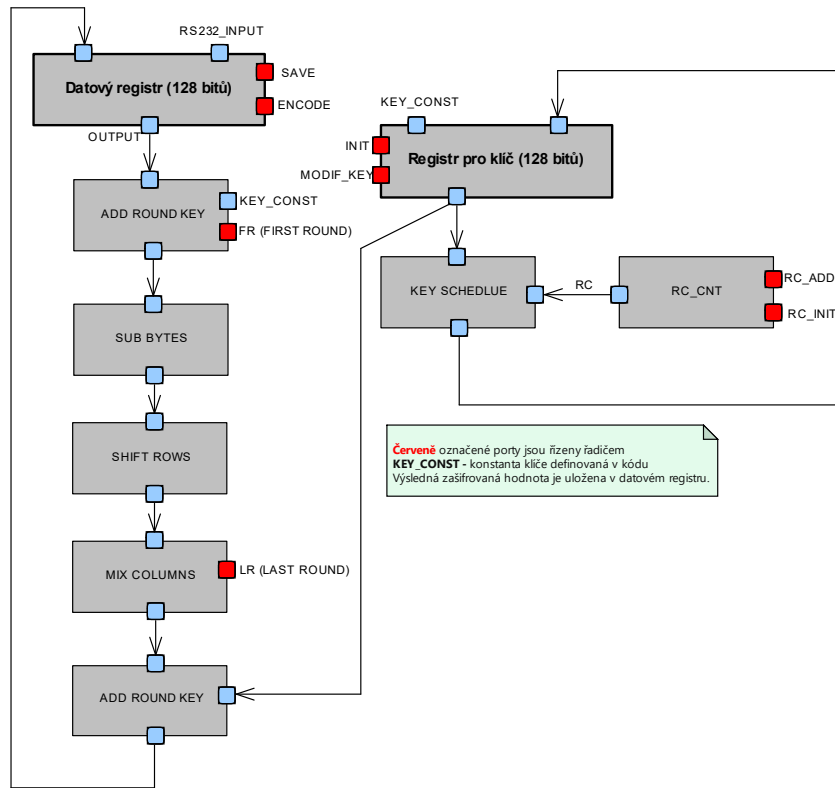 RS232_INPUT
Datový registr (128 bitů)
SAVE
ENCODE
OUTPUT
KEY_CONST
INIT
MODIF_KEY
Registr pro klíč (128 bitů)
ADD ROUND KEY
KEY_CONST
FR (FIRST ROUND)
KEY SCHEDLUE
RC
RC_CNT
RC_ADD
RC_INIT
SUB BYTES
SHIFT ROWS
Červeně označené porty jsou řízeny řadičem
KEY_CONST - konstanta klíče definovaná v kódu
Výsledná zašifrovaná hodnota je uložena v datovém registru.
MIX COLUMNS
LR (LAST ROUND)
ADD ROUND KEY